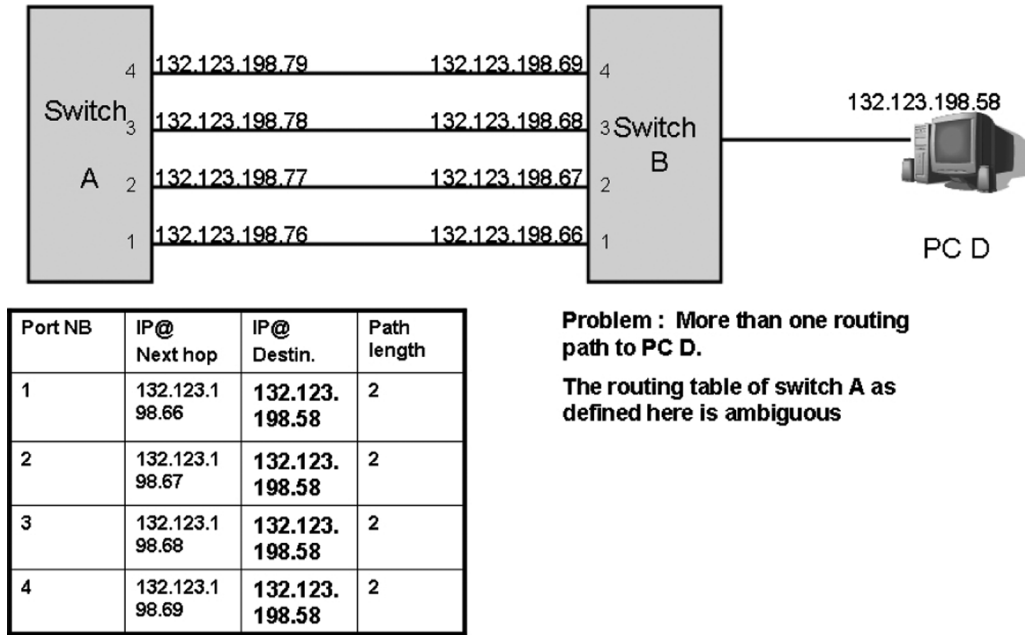 4 132.123.198.79 132.123.198.69 4
132.123.198.58
Switch 3 132.123.198.78 132.123.198.68 3 Switch
A 2 132.123.198.77 132.123.198.67 2 B
1 132.123.198.76 132.123.198.66 1
PC D
Port NB
IP@
Next hop
IP@
Destin.
Path
length
1
132.123.1
98.66
132.123.
198.58
2
2
132.123.1
98.67
132.123.
198.58
2
3
132.123.1
98.68
132.123.
198.58
2
4
132.123.1
98.69
132.123.
198.58
2
Problem : More than one routing
path to PC D.
The routing table of switch A as
defined here is ambiguous